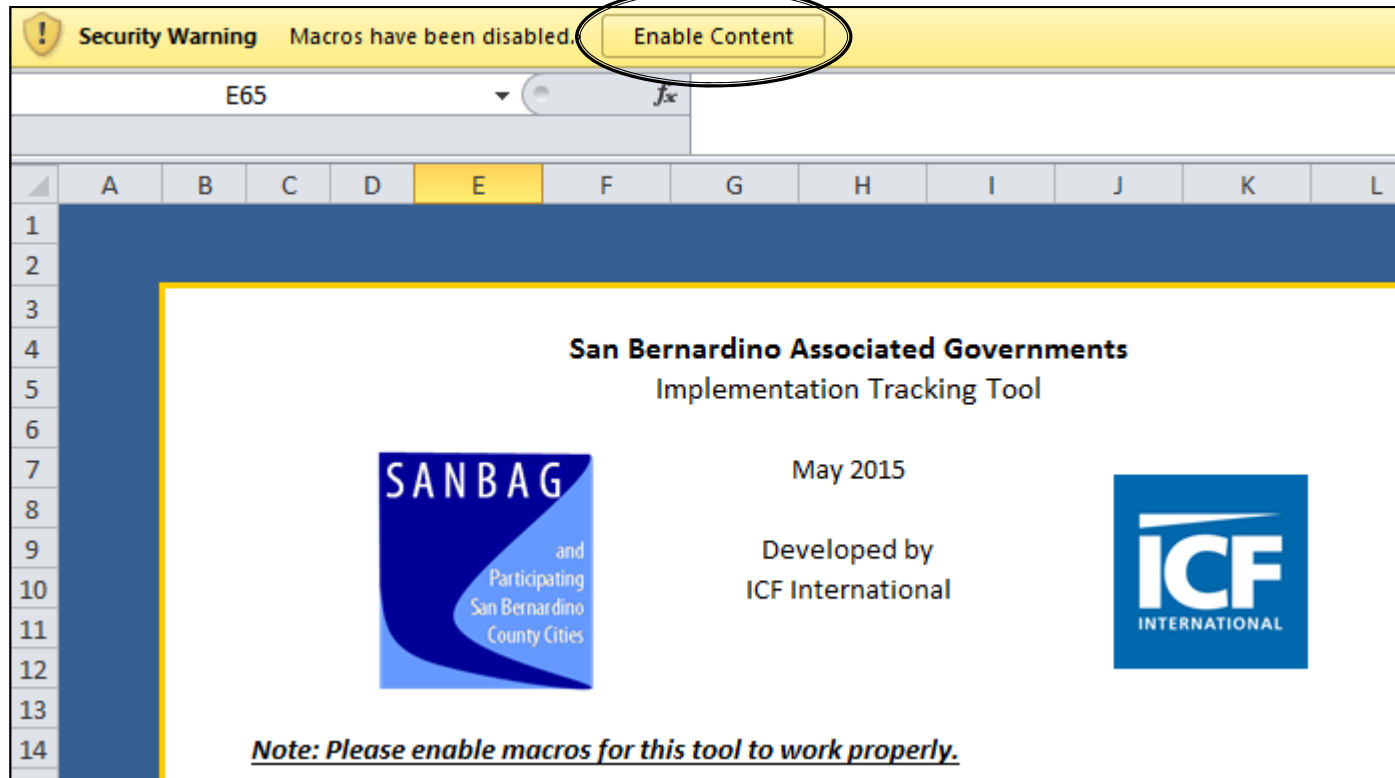 Security Warning Macros have been disabled. Enable Content
E65 fx
A B C D E F G H I J K L
1
2
3
4 San Bernardino Associated Governments
5 Implementation Tracking Tool
6
7 May 2015
8
9 Developed by
10 ICF International
11
12
13
14 Note: Please enable macros for this tool to work properly.
SANBAG
and
Participating
San Bernardino
County Cities
ICF
INTERNATIONAL